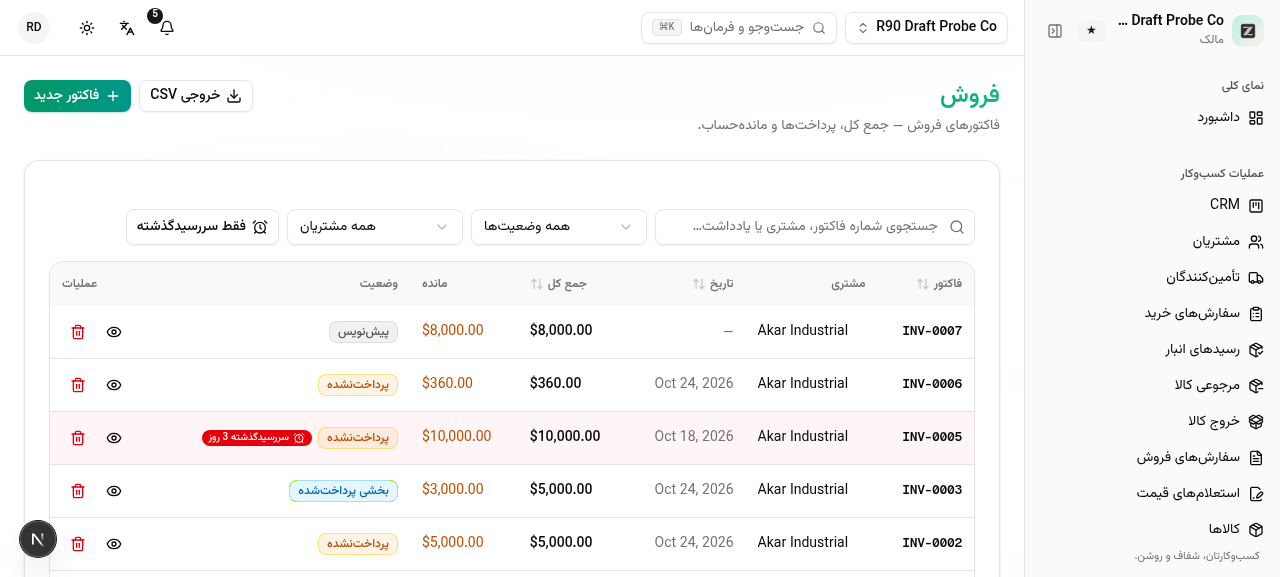 Draft Probe Co ...
مالک
★
نمای کلی
داشبورد
عملیات کسب‌وکار
CRM
مشتریان
تأمین‌کنندگان
سفارش‌های خرید
رسیدهای انبار
مرجوعی کالا
خروج کالا
سفارش‌های فروش
استعلام‌های قیمت
کالاها
کسب‌وکارتان، شفاف و روشن.
R90 Draft Probe Co
جست‌وجو و فرمان‌ها ⌘K
5
RD
فروش
فاکتورهای فروش — جمع کل، پرداخت‌ها و مانده‌حساب.
خروجی CSV
فاکتور جدید
جستجوی شماره فاکتور، مشتری یا یادداشت...
همه وضعیت‌ها
همه مشتریان
فقط سررسیدگذشته
فاکتور مشتری تاریخ جمع کل مانده وضعیت عملیات
INV-0007 Akar Industrial — $8,000.00 $8,000.00 پیش‌نویس
INV-0006 Akar Industrial Oct 24, 2026 $360.00 $360.00 پرداخت‌نشده
INV-0005 Akar Industrial Oct 18, 2026 $10,000.00 $10,000.00 پرداخت‌نشده سررسیدگذشته 3 روز
INV-0003 Akar Industrial Oct 24, 2026 $5,000.00 $3,000.00 بخشی پرداخت‌شده
INV-0002 Akar Industrial Oct 24, 2026 $5,000.00 $5,000.00 پرداخت‌نشده
N